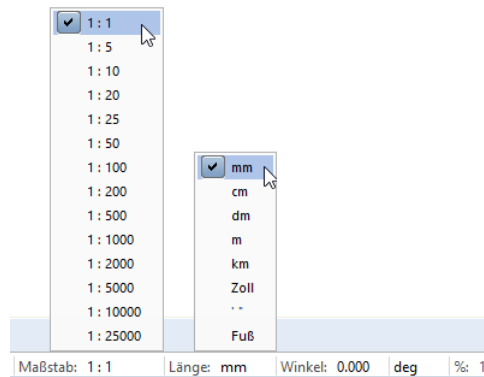 1 : 1
1 : 5
1 : 10
1 : 20
1 : 25
1 : 50
1 : 100
1 : 200
1 : 500
1 : 1000
1 : 2000
1 : 5000
1 : 10000
1 : 25000
mm
cm
dm
m
km
Zoll
' "
Fuß
Maßstab: 1 : 1 Länge: mm Winkel: 0.000 deg %: 1